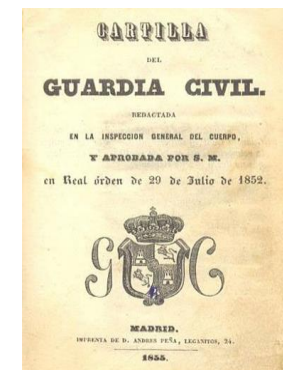 CARTILLA
DEL
GUARDIA CIVIL.
REDACTADA
EN LA INSPECCION GENERAL DEL CUERPO,
Y APROBADA POR S. M.
en Real órden de 29 de Julio de 1852.
G C
MADRID.
IMPRENTA DE D. ANDRES PEÑA, LEGANITOS, 24.
1855.